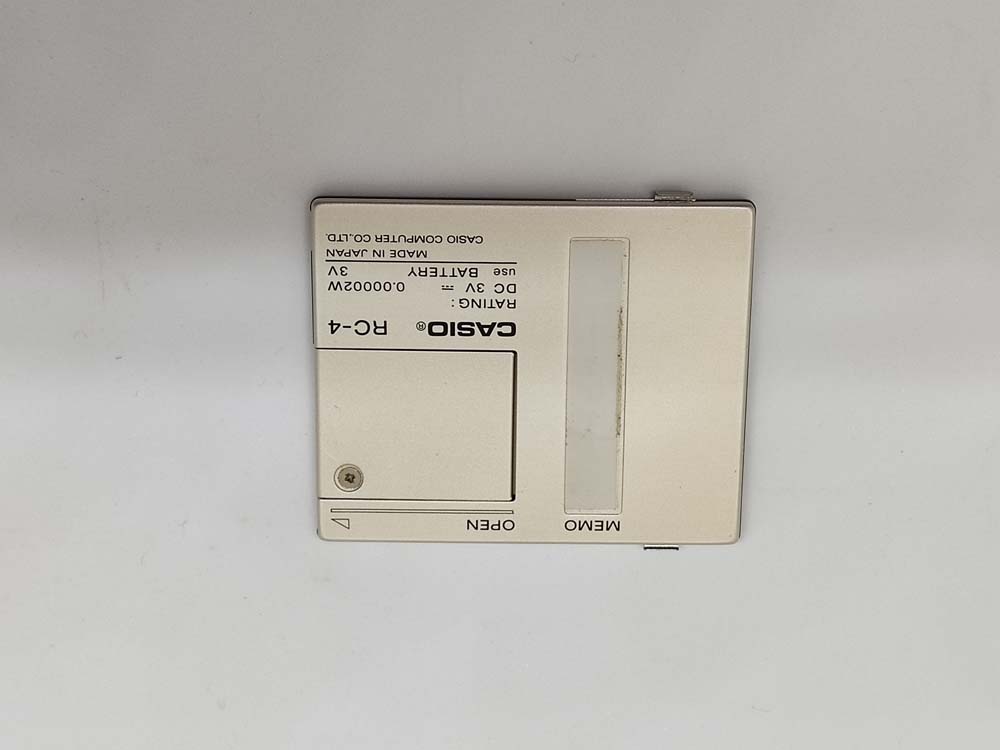 MEMO
OPEN
CASIO® RC-4
RATING:
DC 3V ⎓ 0.00002W
use BATTERY 3V
MADE IN JAPAN
CASIO COMPUTER CO.,LTD.